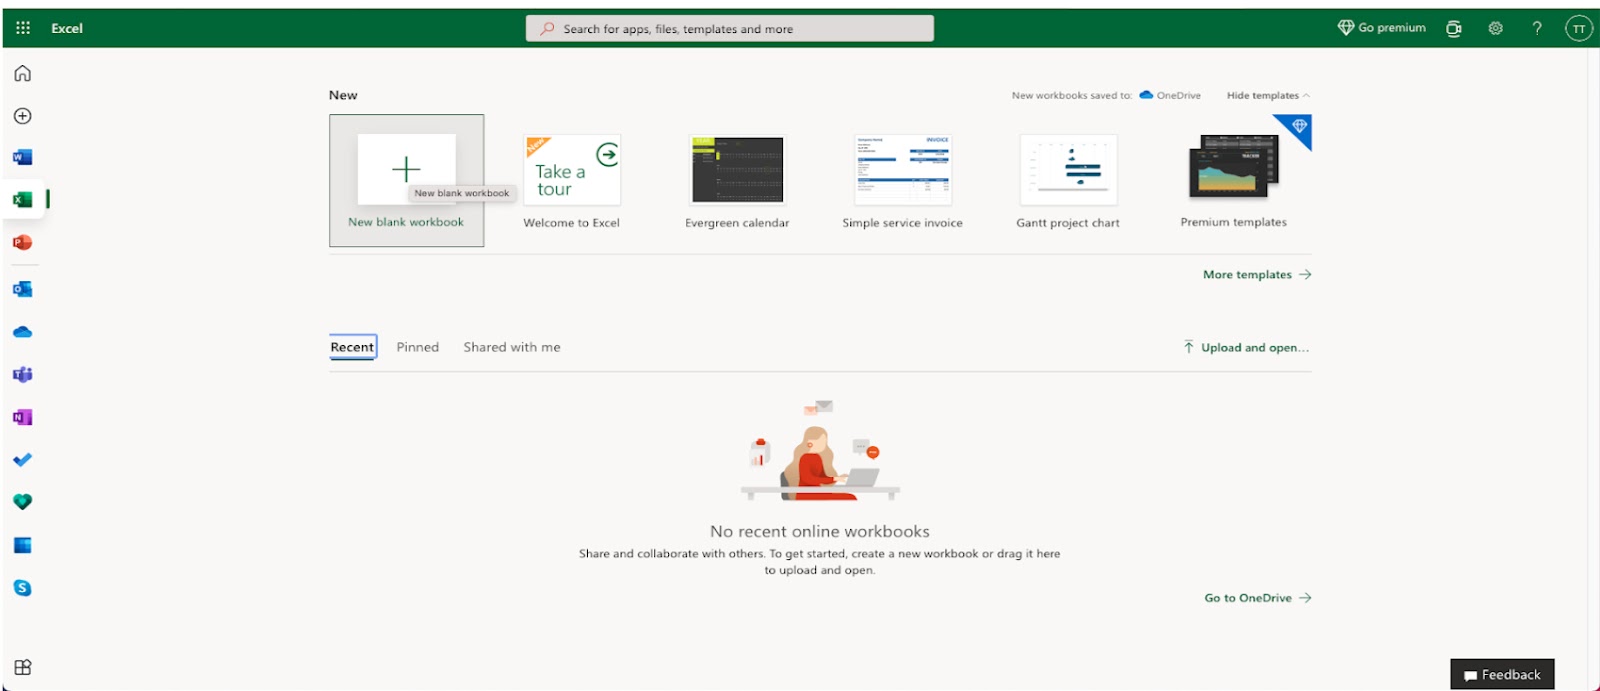 Excel
Search for apps, files, templates and more
Go premium
?
TT
New
New workbooks saved to: OneDrive
Hide templates
New blank workbook
New blank workbook
New
Take a
tour
Welcome to Excel
Evergreen calendar
INVOICE
Simple service invoice
Gantt project chart
Premium templates
More templates
Recent
Pinned
Shared with me
Upload and open...
No recent online workbooks
Share and collaborate with others. To get started, create a new workbook or drag it here
to upload and open.
Go to OneDrive
Feedback